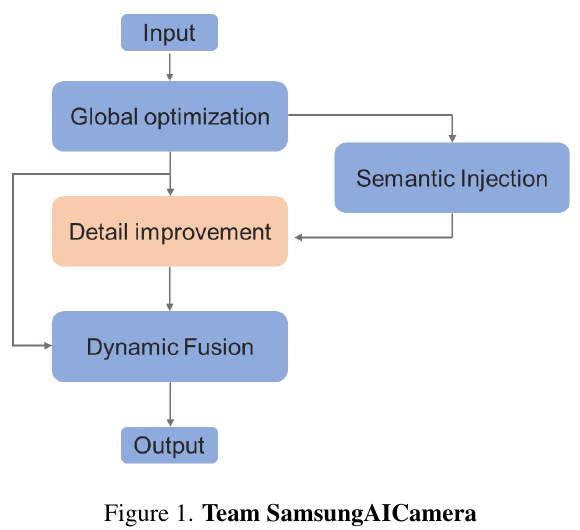 Input
Global optimization
Semantic Injection
Detail improvement
Dynamic Fusion
Output
Figure 1. Team SamsungAICamera